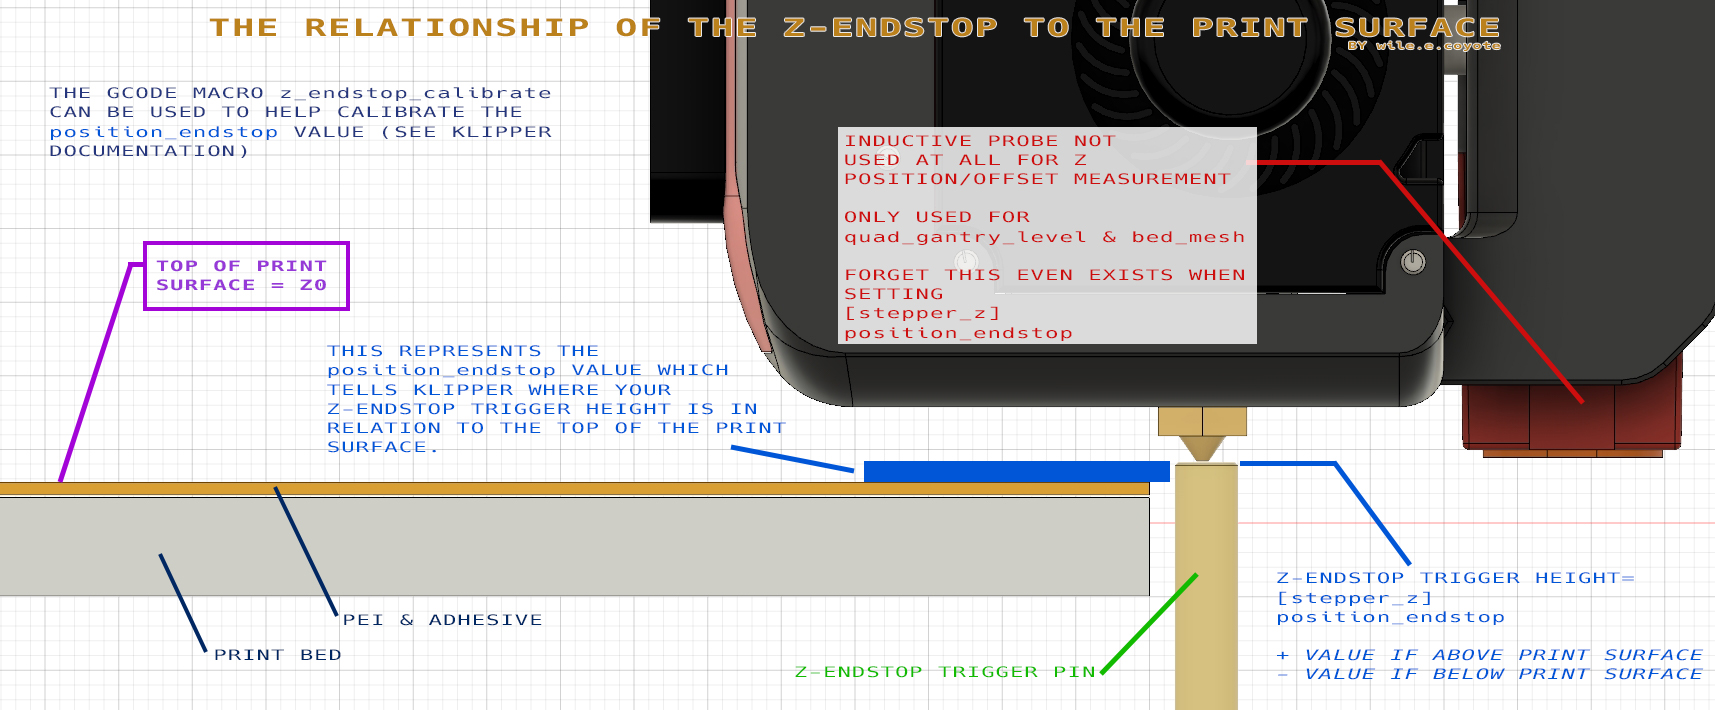 THE RELATIONSHIP OF THE Z-ENDSTOP TO THE PRINT SURFACE
BY wile.e.coyote
THE GCODE MACRO z_endstop_calibrate
CAN BE USED TO HELP CALIBRATE THE
position_endstop VALUE (SEE KLIPPER
DOCUMENTATION)
INDUCTIVE PROBE NOT
USED AT ALL FOR Z
POSITION/OFFSET MEASUREMENT
ONLY USED FOR
quad_gantry_level & bed_mesh
FORGET THIS EVEN EXISTS WHEN
SETTING
[stepper_z]
position_endstop
TOP OF PRINT
SURFACE = Z0
THIS REPRESENTS THE
position_endstop VALUE WHICH
TELLS KLIPPER WHERE YOUR
Z-ENDSTOP TRIGGER HEIGHT IS IN
RELATION TO THE TOP OF THE PRINT
SURFACE.
Z-ENDSTOP TRIGGER HEIGHT=
[stepper_z]
position_endstop
+ VALUE IF ABOVE PRINT SURFACE
- VALUE IF BELOW PRINT SURFACE
PEI & ADHESIVE
PRINT BED
Z-ENDSTOP TRIGGER PIN